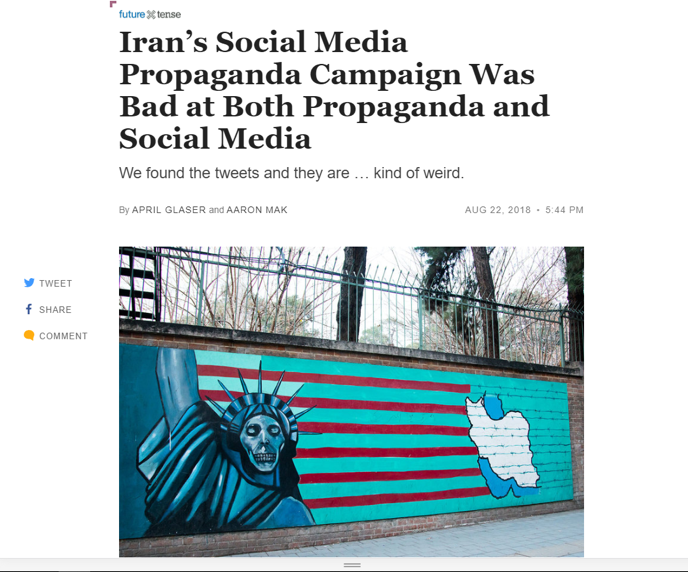 future tense
Iran's Social Media
Propaganda Campaign Was
Bad at Both Propaganda and
Social Media
We found the tweets and they are … kind of weird.
By APRIL GLASER and AARON MAK
AUG 22, 2018 • 5:44 PM
TWEET
SHARE
COMMENT